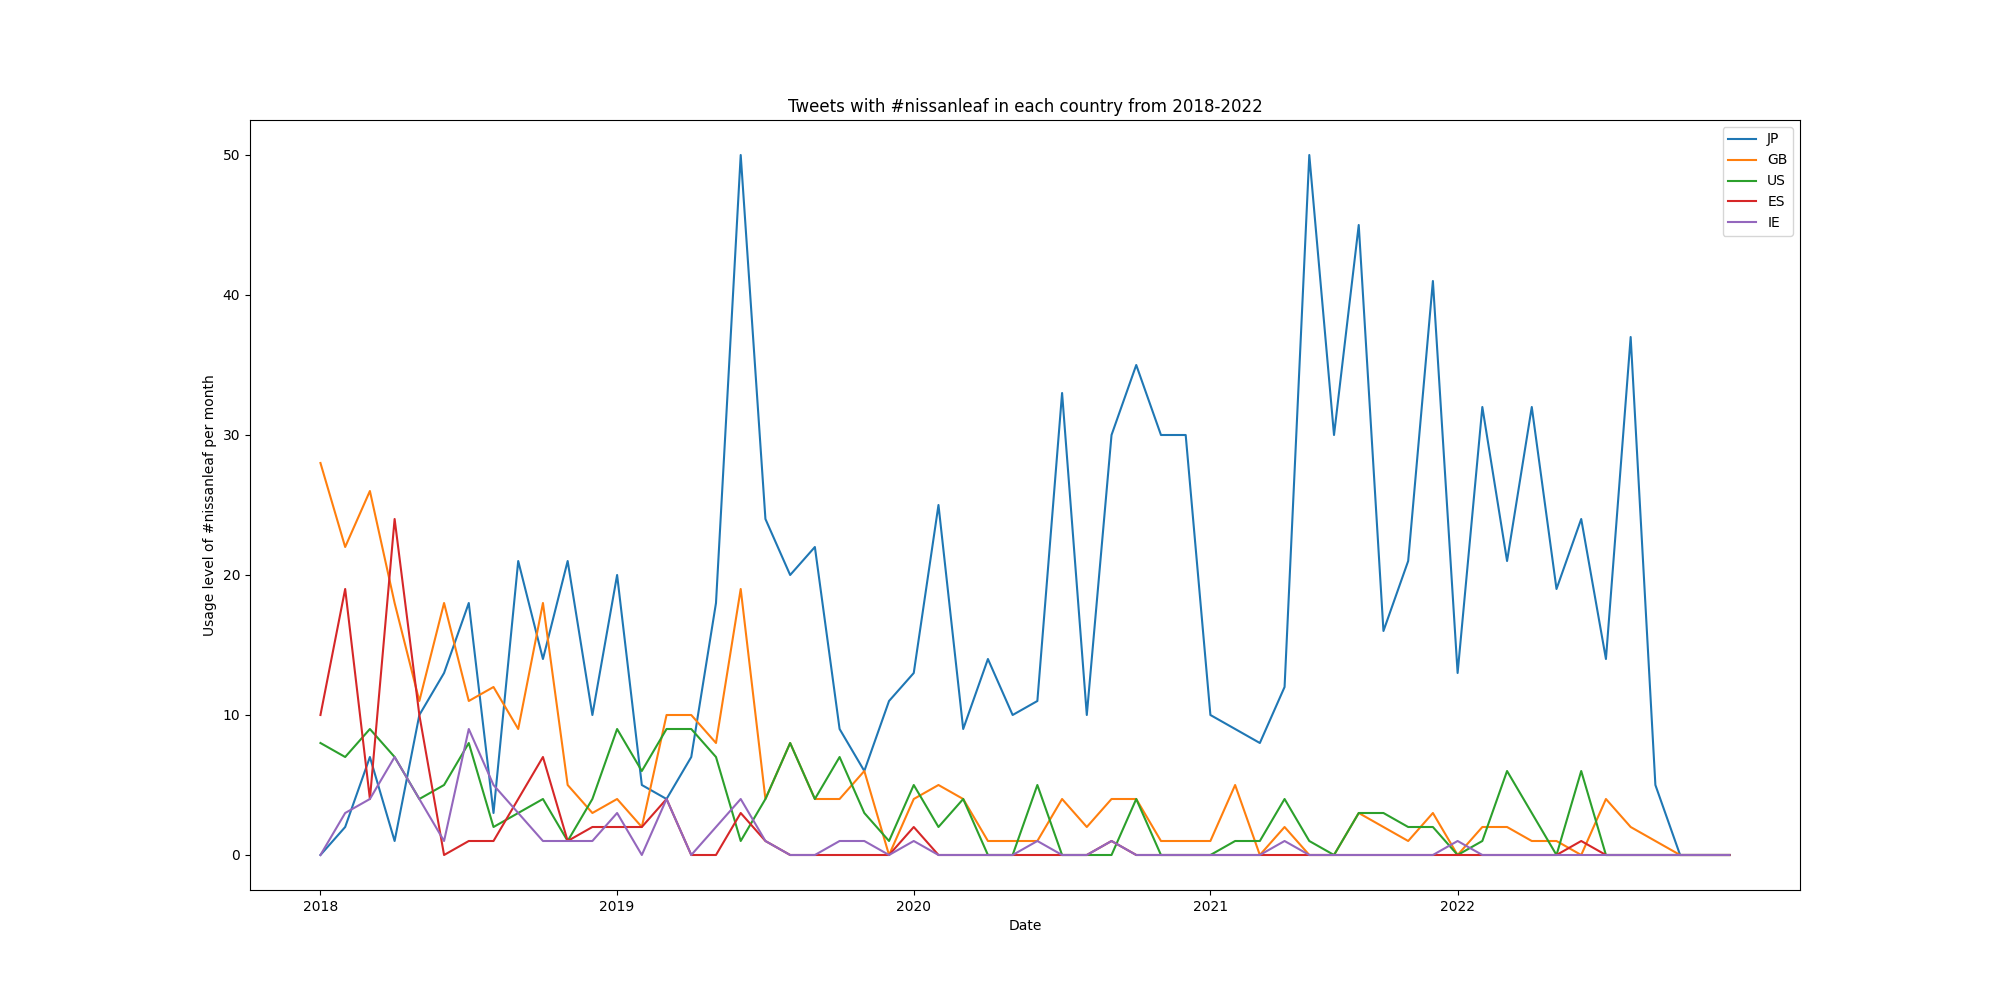 Tweets with #nissanleaf in each country from 2018-2022
JP
GB
US
ES
IE
50
40
30
20
10
0
Usage level of #nissanleaf per month
2018
2019
2020
2021
2022
Date